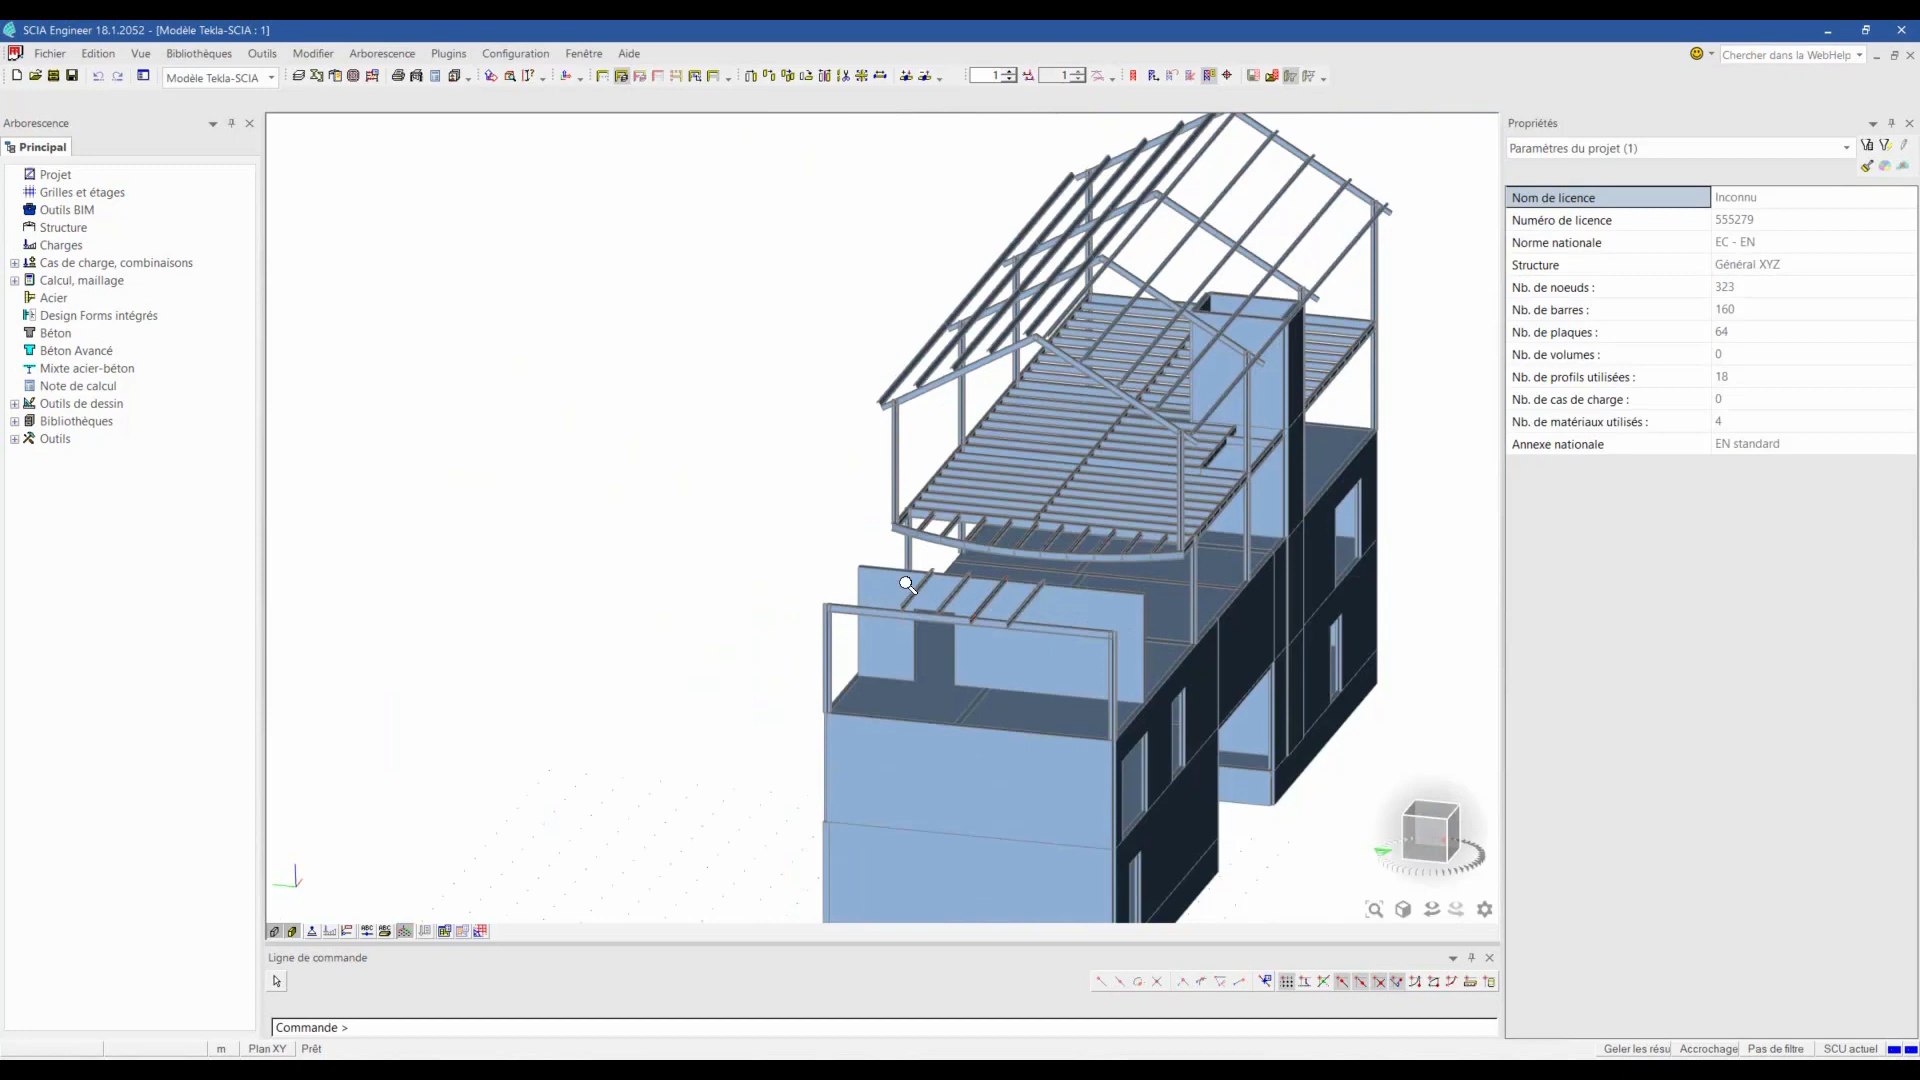 SCIA Engineer 18.1.2052 - [Modèle Tekla-SCIA : 1]
Fichier Edition Vue Bibliothèques Outils Modifier Arborescence Plugins Configuration Fenêtre Aide
Chercher dans la WebHelp
Modèle Tekla-SCIA
1
1
Arborescence
Principal
Projet
Grilles et étages
Outils BIM
Structure
Charges
Cas de charge, combinaisons
Calcul, maillage
Acier
Design Forms intégrés
Béton
Béton Avancé
Mixte acier-béton
Note de calcul
Outils de dessin
Bibliothèques
Outils
Propriétés
Paramètres du projet (1)
Nom de licence Inconnu
Numéro de licence 555279
Norme nationale EC - EN
Structure Général XYZ
Nb. de noeuds : 323
Nb. de barres : 160
Nb. de plaques : 64
Nb. de volumes : 0
Nb. de profils utilisées : 18
Nb. de cas de charge : 0
Nb. de matériaux utilisés : 4
Annexe nationale EN standard
ABC ABC
Ligne de commande
Commande >
m Plan XY Prêt
Geler les résu Accrochage Pas de filtre SCU actuel